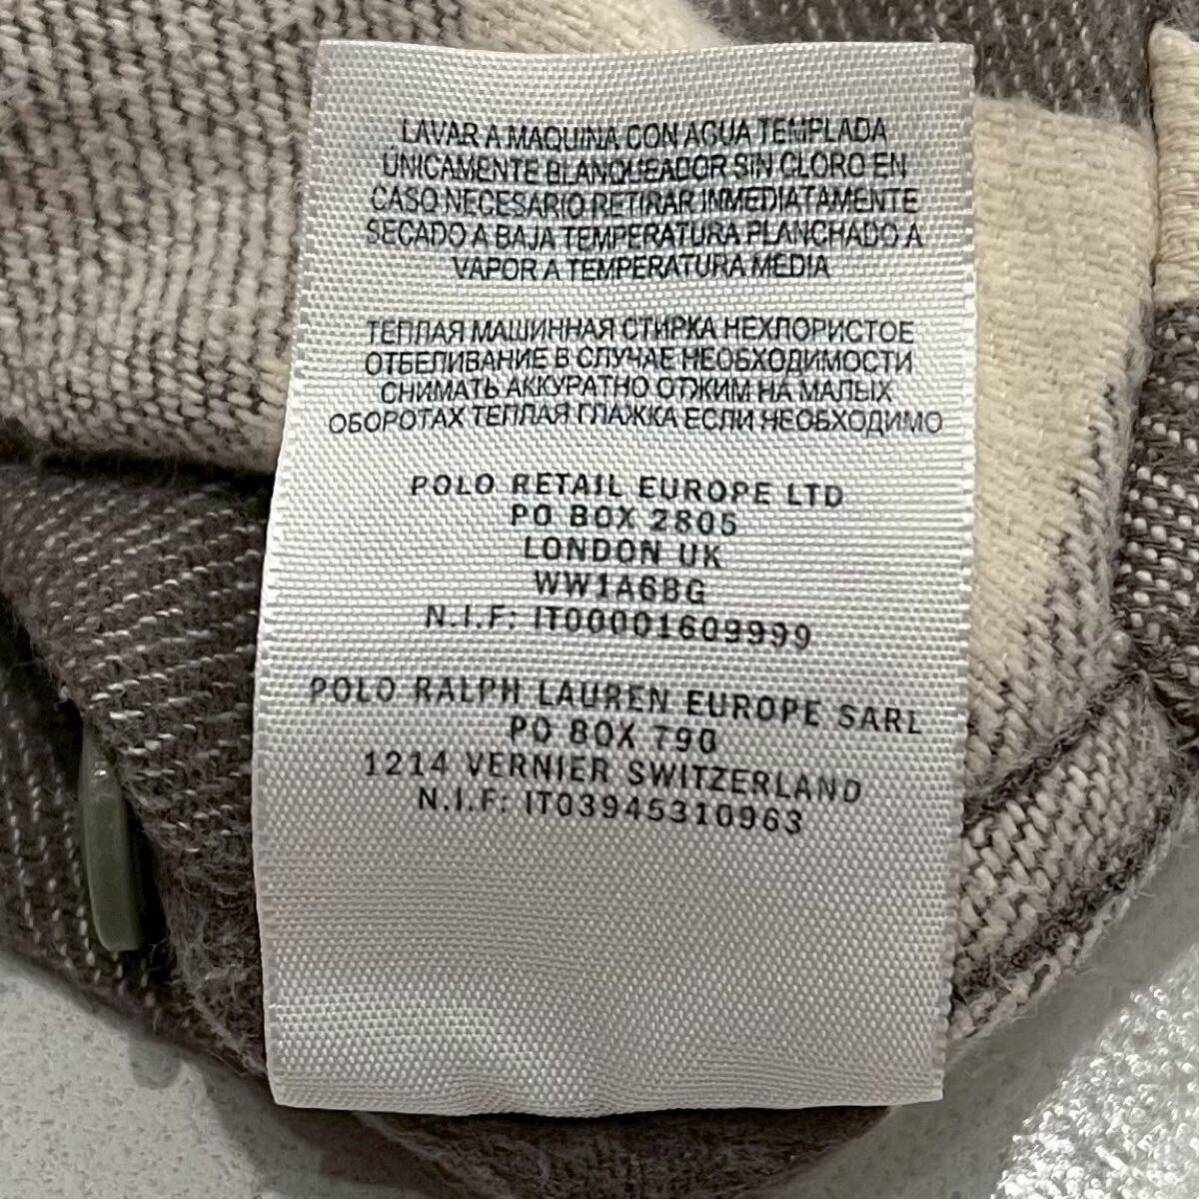 LAVAR A MAQUINA CON AGUA TEMPLADA
UNICAMENTE BLANQUEADOR SIN CLORO EN
CASO NECESARIO RETIRAR INMEDIATAMENTE
SECADO A BAJA TEMPERATURA PLANCHADO A
VAPOR A TEMPERATURA MEDIA
ТЕПЛАЯ МАШИННАЯ СТИРКА НЕХЛОРИСТОЕ
ОТБЕЛИВАНИЕ В СЛУЧАЕ НЕОБХОДИМОСТИ
СНИМАТЬ АККУРАТНО ОТЖИМ НА МАЛЫХ
ОБОРОТАХ ТЕПЛАЯ ГЛАЖКА ЕСЛИ НЕОБХОДИМО
POLO RETAIL EUROPE LTD
PO BOX 2805
LONDON UK
WW1A6BG
N.I.F: IT00001609999
POLO RALPH LAUREN EUROPE SARL
PO BOX 790
1214 VERNIER SWITZERLAND
N.I.F: IT03945310963